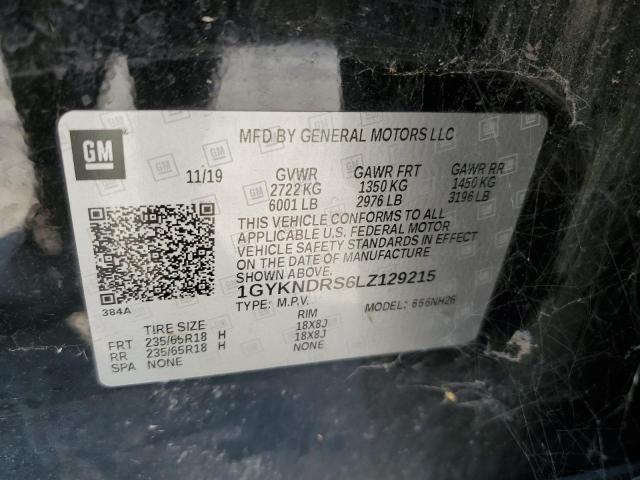 GM
MFD BY GENERAL MOTORS LLC
11/19 GVWR GAWR FRT GAWR RR
2722 KG 1350 KG 1450 KG
6001 LB 2976 LB 3196 LB
THIS VEHICLE CONFORMS TO ALL
APPLICABLE U.S. FEDERAL MOTOR
VEHICLE SAFETY STANDARDS IN EFFECT
ON THE DATE OF MANUFACTURE
SHOWN ABOVE.
1GYKNDRS6LZ129215
384A
TYPE: M.P.V. MODEL: 656NH26
TIRE SIZE RIM
FRT 235/65R18 H 18X8J
RR 235/65R18 H 18X8J
SPA NONE NONE